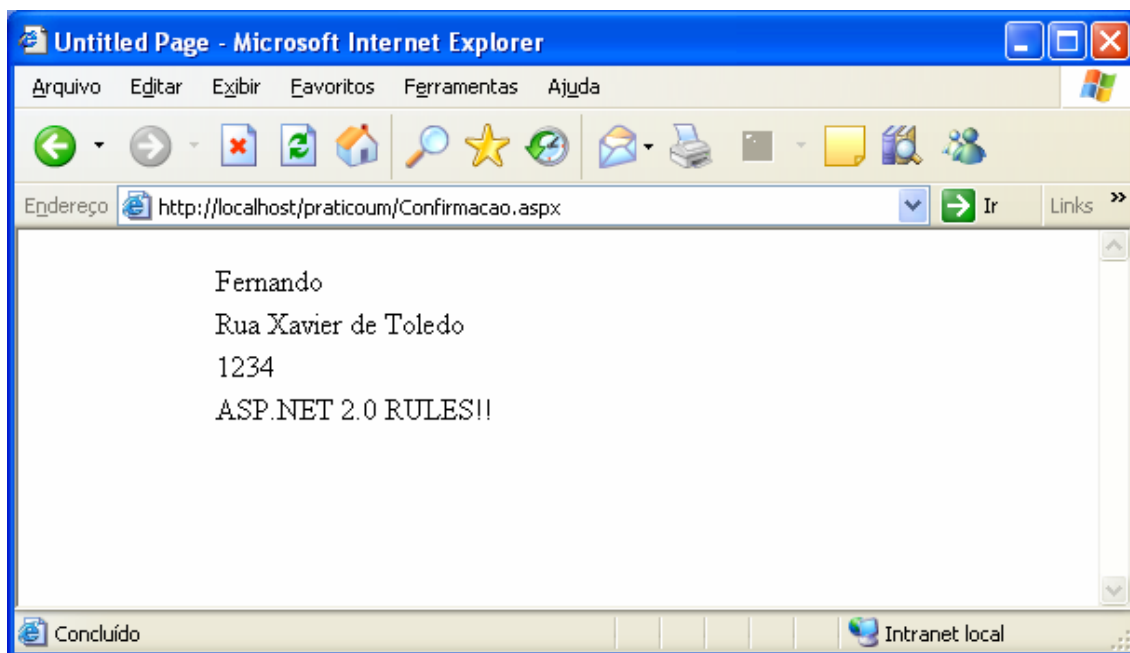 Untitled Page - Microsoft Internet Explorer
Arquivo Editar Exibir Favoritos Ferramentas Ajuda
Endereço http://localhost/praticoum/Confirmacao.aspx Ir Links »
Fernando
Rua Xavier de Toledo
1234
ASP.NET 2.0 RULES!!
Concluído Intranet local